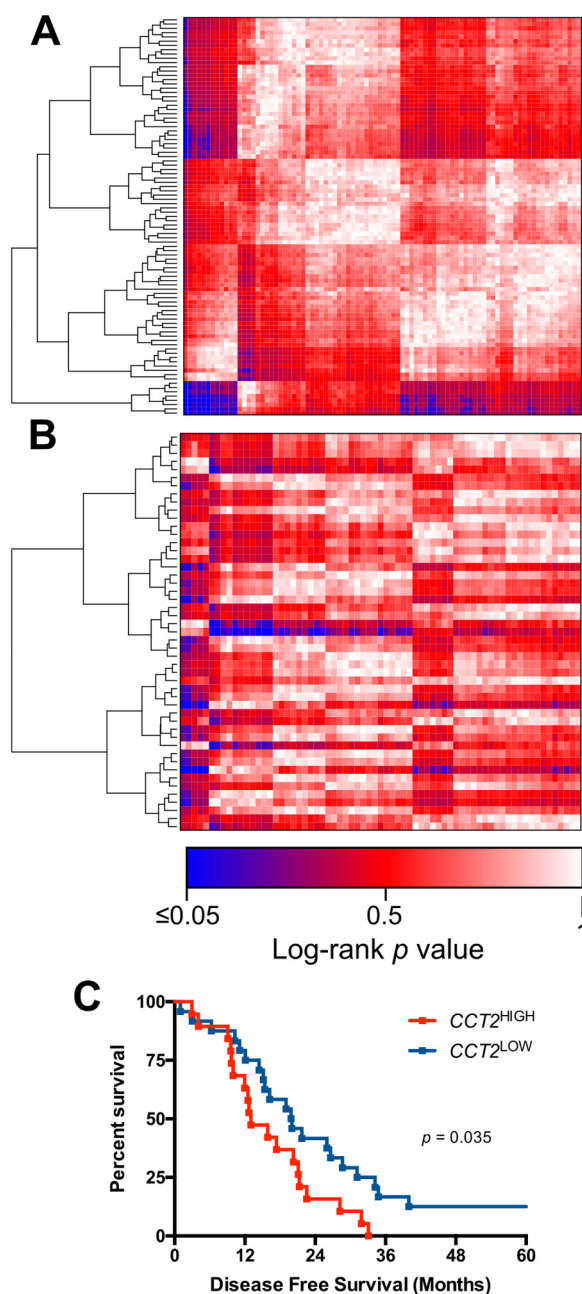 A
B
≤0.05
0.5
1
Log-rank p value
C
100
75
50
25
0
Percent survival
CCT2HIGH
CCT2LOW
p = 0.035
0
12
24
36
48
60
Disease Free Survival (Months)